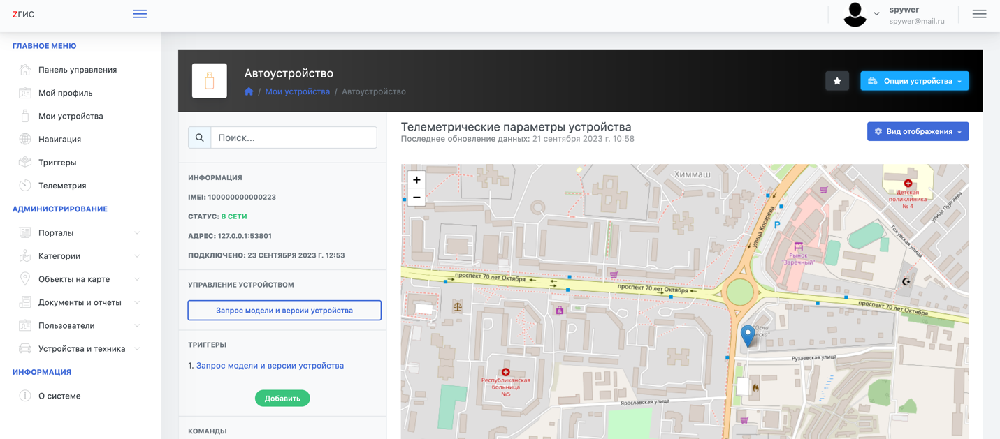 ZГИС
spywer
spywer@mail.ru
ГЛАВНОЕ МЕНЮ
Панель управления
Мой профиль
Мои устройства
Навигация
Триггеры
Телеметрия
АДМИНИСТРИРОВАНИЕ
Порталы
Категории
Объекты на карте
Документы и отчеты
Пользователи
Устройства и техника
ИНФОРМАЦИЯ
О системе
Автоустройство
/ Мои устройства / Автоустройство
Опции устройства
Поиск...
ИНФОРМАЦИЯ
IMEI: 100000000000223
СТАТУС: В СЕТИ
АДРЕС: 127.0.0.1:53801
ПОДКЛЮЧЕНО: 23 СЕНТЯБРЯ 2023 Г. 12:53
УПРАВЛЕНИЕ УСТРОЙСТВОМ
Запрос модели и версии устройства
ТРИГГЕРЫ
1. Запрос модели и версии устройства
Добавить
КОМАНДЫ
Телеметрические параметры устройства
Последнее обновление данных: 21 сентября 2023 г. 10:58
Вид отображения
+
−
Химмаш
Детская
поликлиника
№ 4
улица Пуркаева
Гожувская улица
улица Косарева
P
Рынок
"Заречный"
проспект 70 лет Октября
проспект 70 лет Октября
проспект 70 лет Октября
"Огни
Рузаевская улица
Республиканская
больница
№5
Ярославская улица